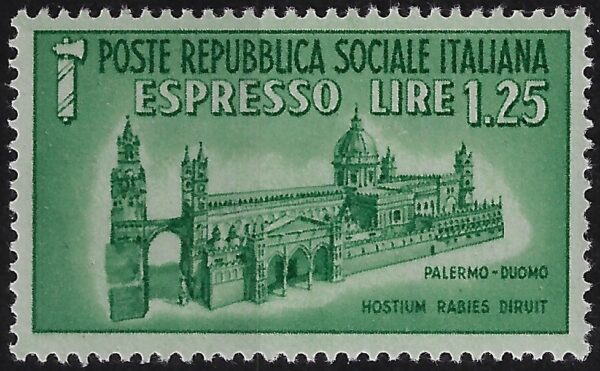 POSTE REPUBBLICA SOCIALE ITALIANA
ESPRESSO LIRE 1.25
PALERMO - DUOMO
HOSTIUM RABIES DIRUIT